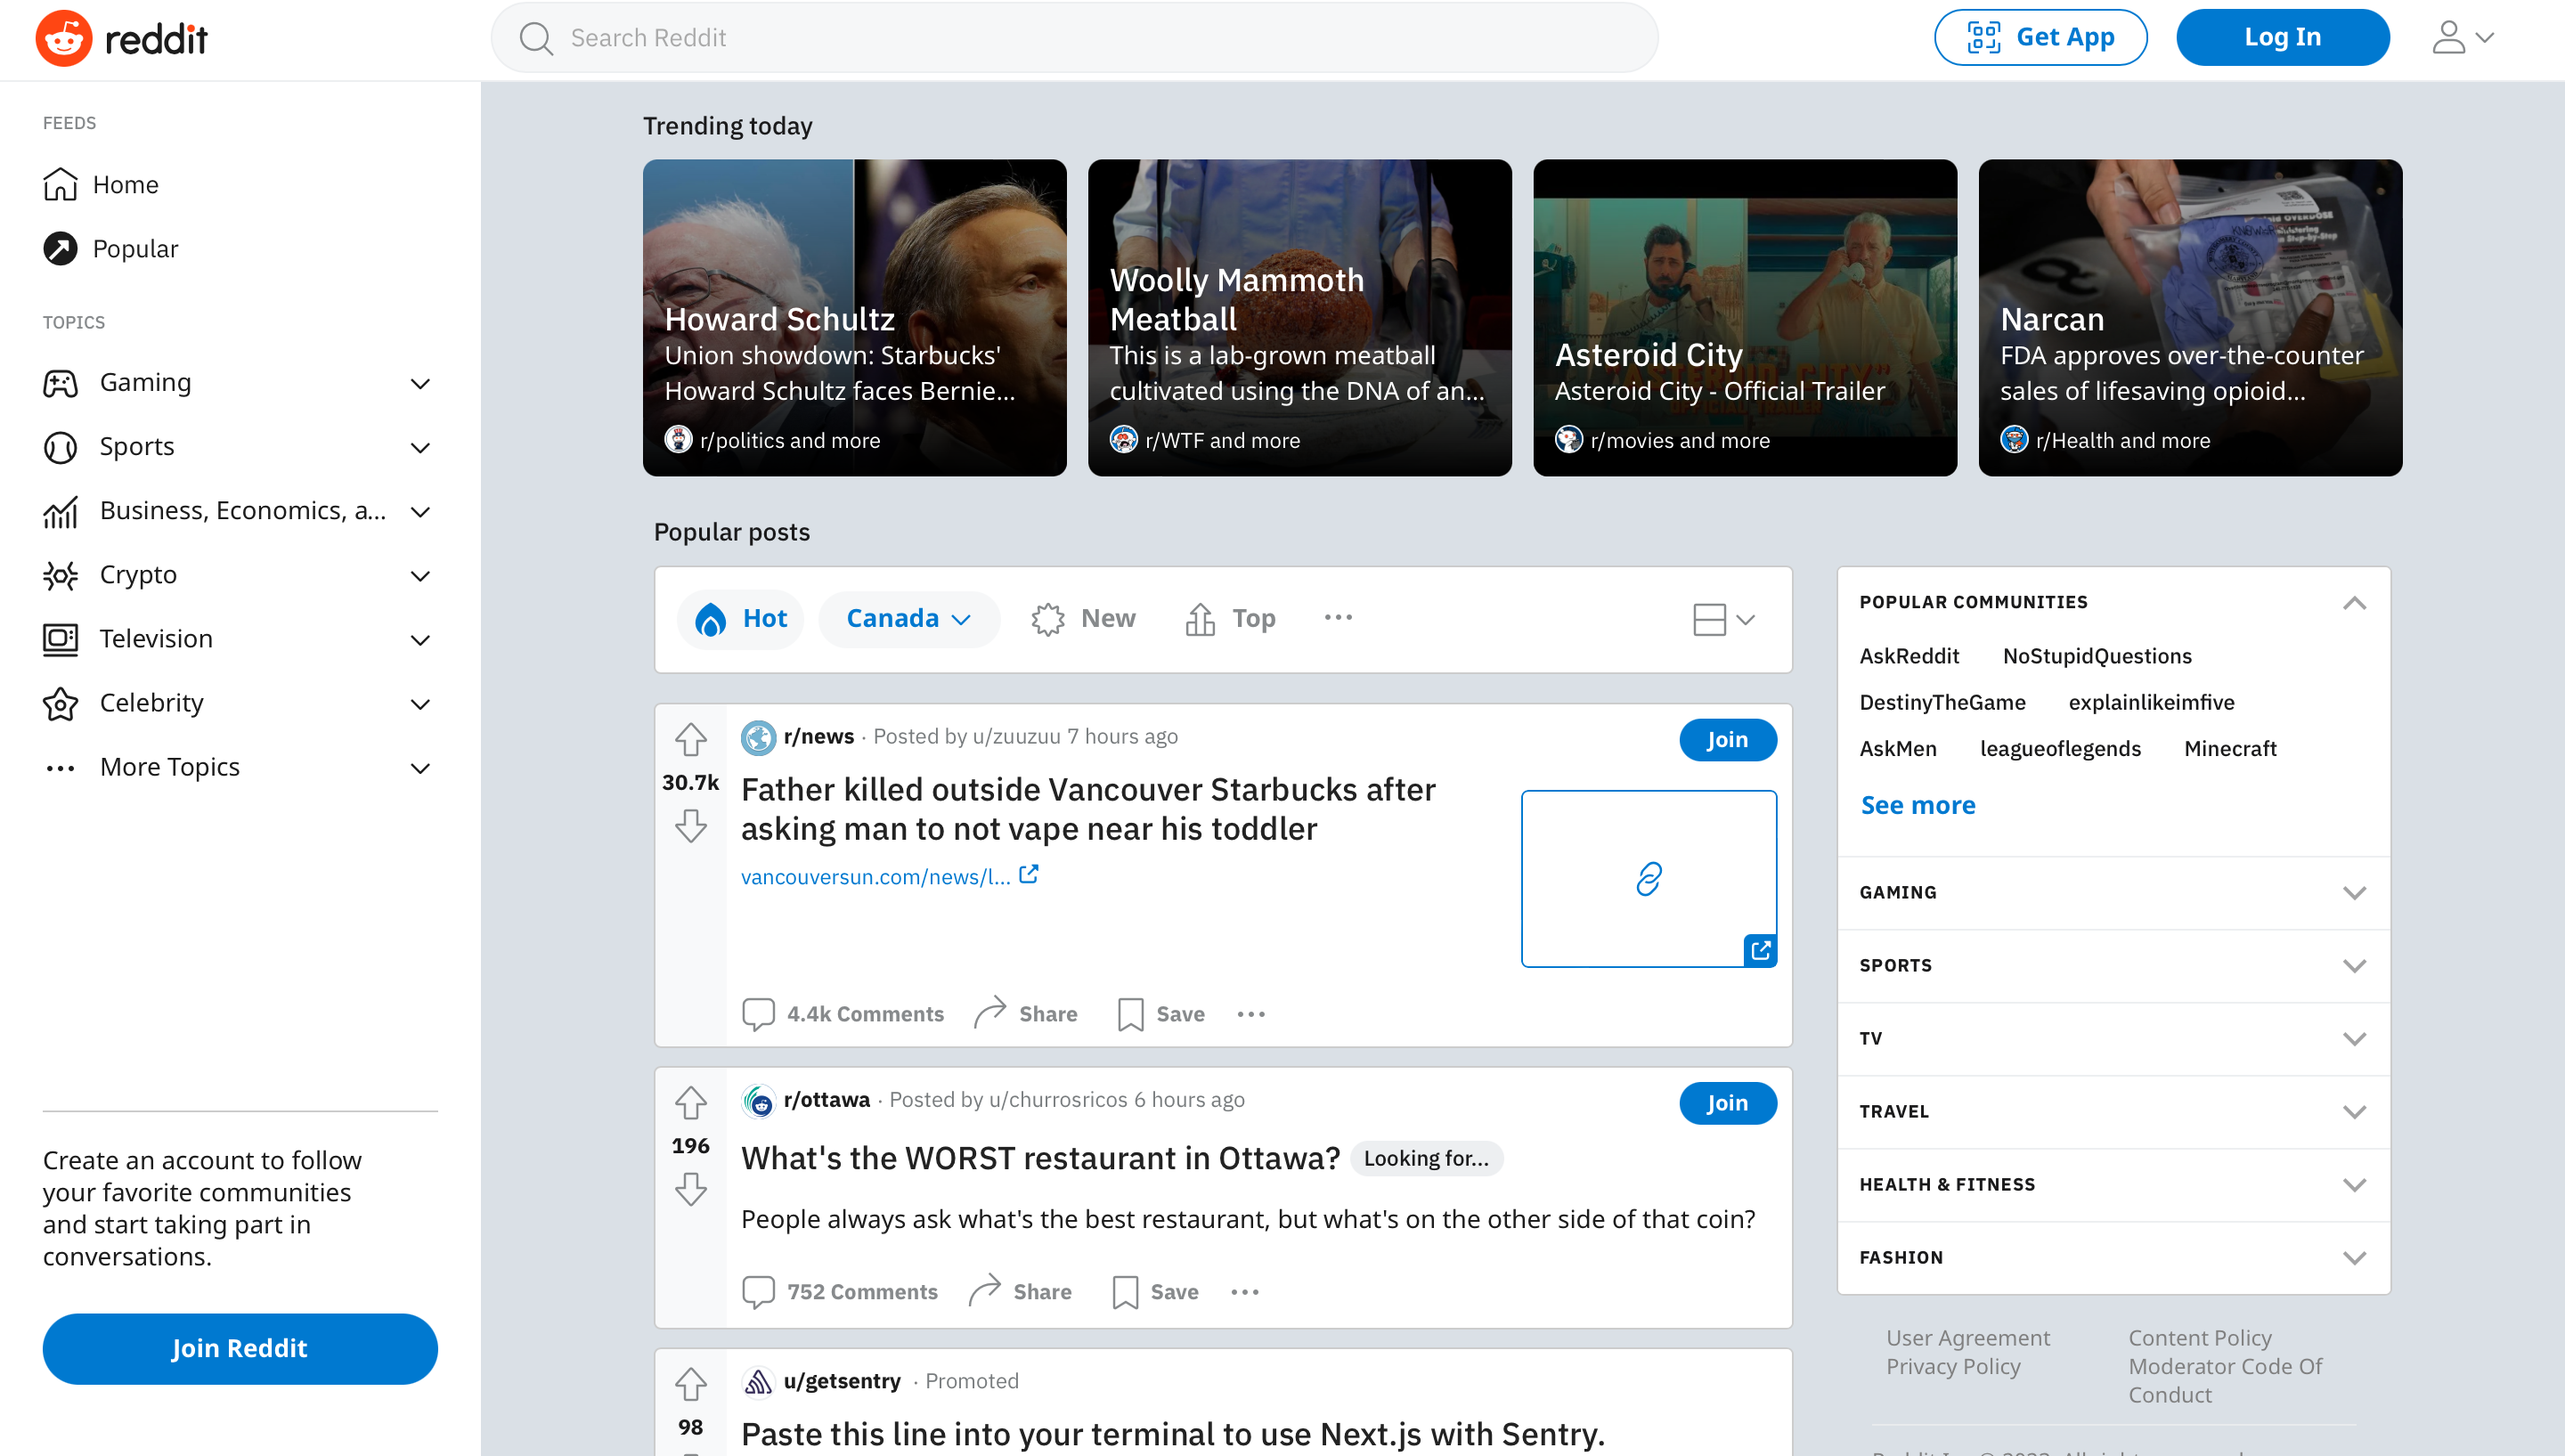 reddit
Search Reddit
Get App
Log In
FEEDS
Home
Popular
TOPICS
Gaming
Sports
Business, Economics, a...
Crypto
Television
Celebrity
More Topics
Create an account to follow
your favorite communities
and start taking part in
conversations.
Join Reddit
Trending today
Howard Schultz
Union showdown: Starbucks'
Howard Schultz faces Bernie...
r/politics and more
Woolly Mammoth
Meatball
This is a lab-grown meatball
cultivated using the DNA of an...
r/WTF and more
Asteroid City
Asteroid City - Official Trailer
r/movies and more
OVERDOSE
Step-by-Step
Narcan
FDA approves over-the-counter
sales of lifesaving opioid...
r/Health and more
Popular posts
Hot
Canada
New
Top
30.7k
r/news · Posted by u/zuuzuu 7 hours ago
Join
Father killed outside Vancouver Starbucks after
asking man to not vape near his toddler
vancouversun.com/news/l...
4.4k Comments
Share
Save
196
r/ottawa · Posted by u/churrosricos 6 hours ago
Join
What's the WORST restaurant in Ottawa? Looking for...
People always ask what's the best restaurant, but what's on the other side of that coin?
752 Comments
Share
Save
98
u/getsentry · Promoted
Paste this line into your terminal to use Next.js with Sentry.
POPULAR COMMUNITIES
AskReddit NoStupidQuestions
DestinyTheGame explainlikeimfive
AskMen leagueoflegends Minecraft
See more
GAMING
SPORTS
TV
TRAVEL
HEALTH & FITNESS
FASHION
User Agreement
Privacy Policy
Content Policy
Moderator Code Of
Conduct